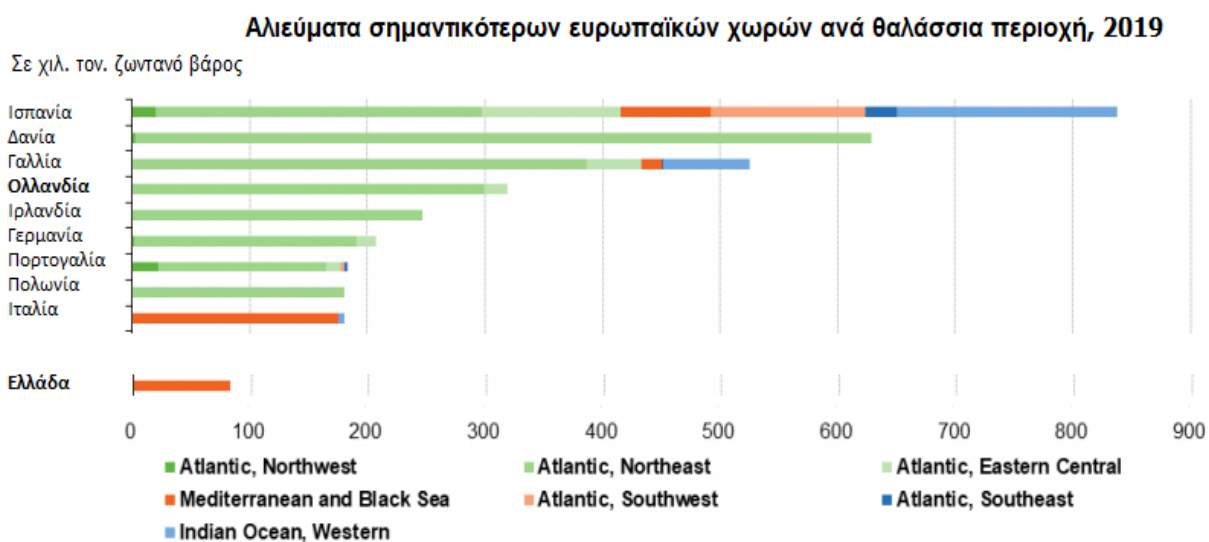 Αλιεύματα σημαντικότερων ευρωπαϊκών χωρών ανά θαλάσσια περιοχή, 2019
Σε χιλ. τον. ζωντανό βάρος
Ισπανία
Δανία
Γαλλία
Ολλανδία
Ιρλανδία
Γερμανία
Πορτογαλία
Πολωνία
Ιταλία
Ελλάδα
0 100 200 300 400 500 600 700 800 900
Atlantic, Northwest Atlantic, Northeast Atlantic, Eastern Central
Mediterranean and Black Sea Atlantic, Southwest Atlantic, Southeast
Indian Ocean, Western